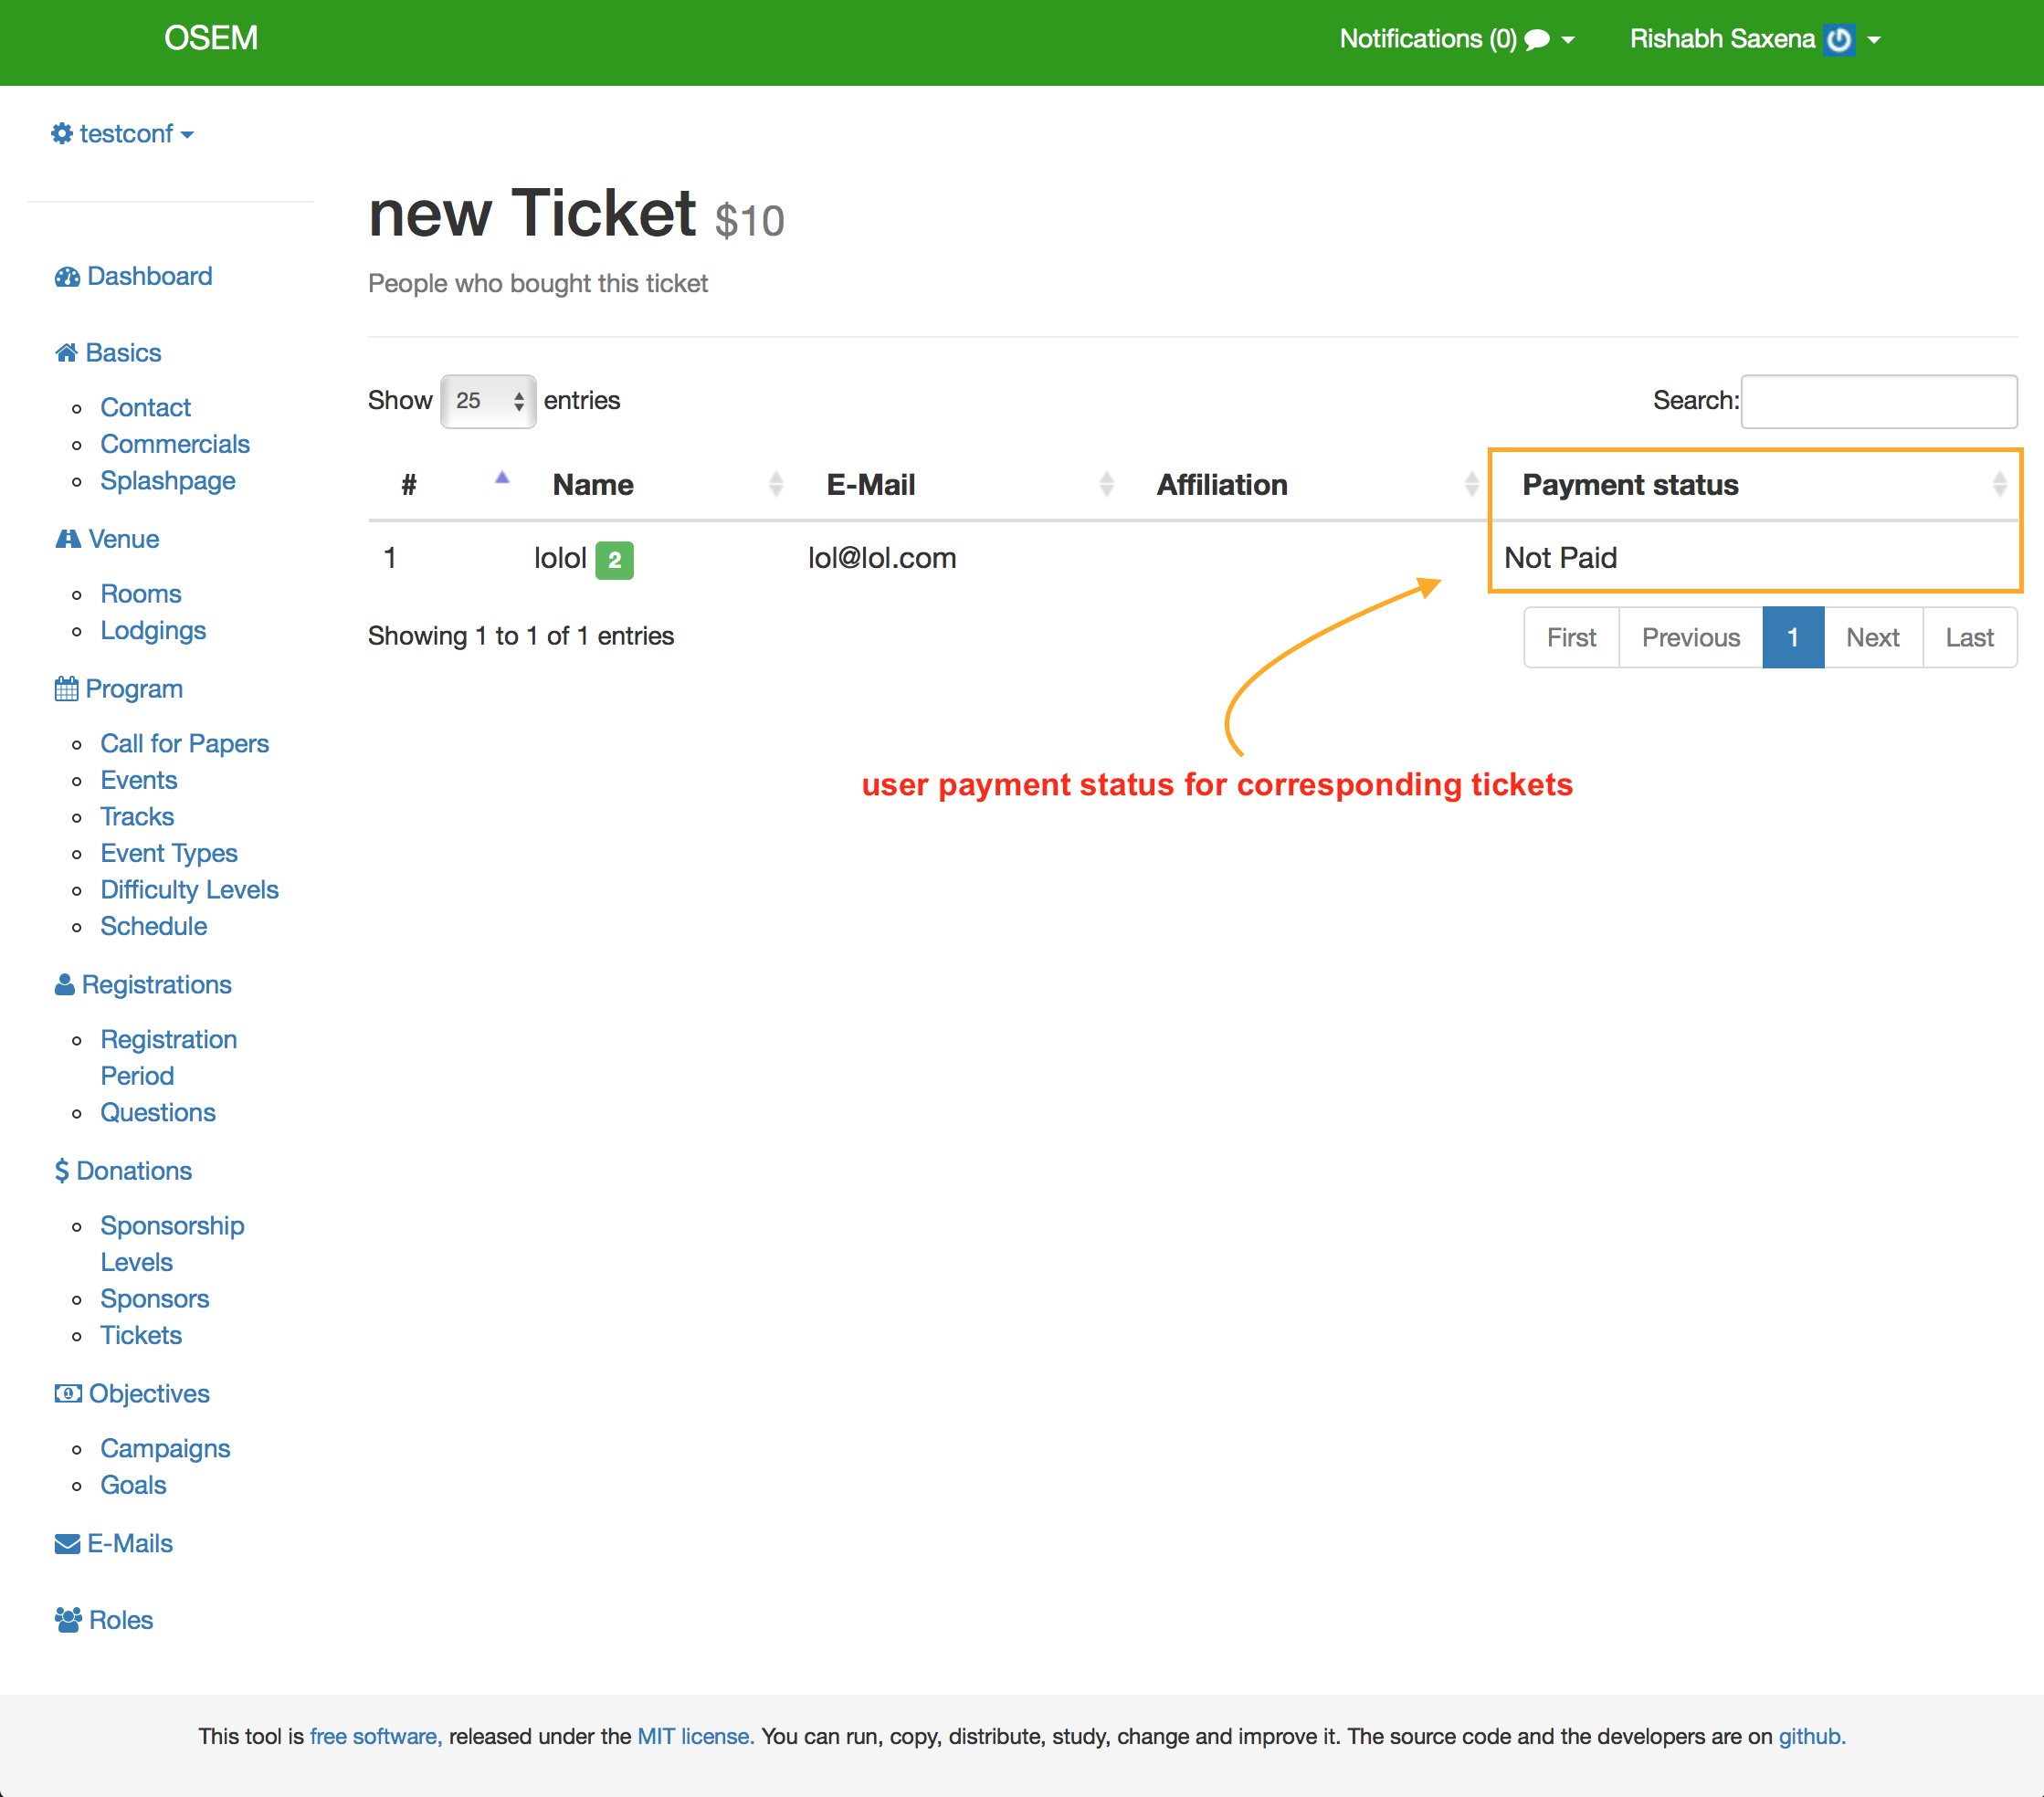 OSEM
Notifications (0)
Rishabh Saxena
testconf
Dashboard
Basics
Contact
Commercials
Splashpage
Venue
Rooms
Lodgings
Program
Call for Papers
Events
Tracks
Event Types
Difficulty Levels
Schedule
Registrations
Registration
Period
Questions
$ Donations
Sponsorship
Levels
Sponsors
Tickets
Objectives
Campaigns
Goals
E-Mails
Roles
new Ticket $10
People who bought this ticket
Show 25 entries
Search:
# Name E-Mail Affiliation Payment status
1 lolol 2 lol@lol.com Not Paid
Showing 1 to 1 of 1 entries
First Previous 1 Next Last
user payment status for corresponding tickets
This tool is free software, released under the MIT license. You can run, copy, distribute, study, change and improve it. The source code and the developers are on github.